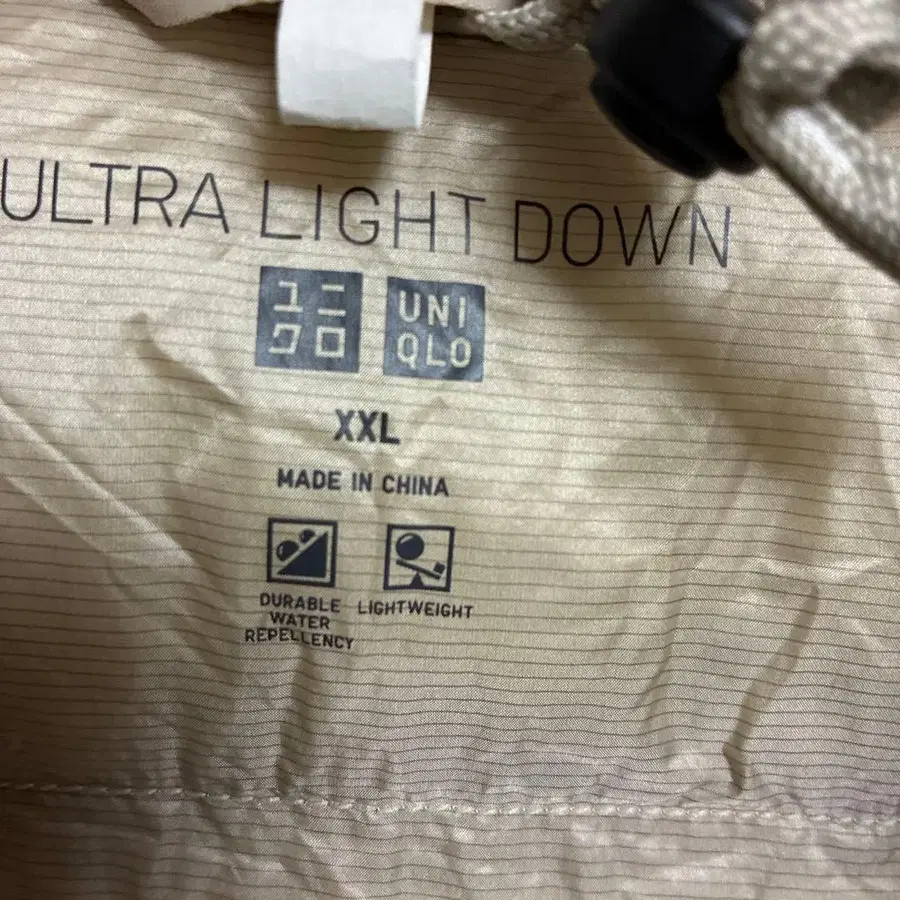 ULTRA LIGHT DOWN
ユニ UNI
クロ QLO
XXL
MADE IN CHINA
DURABLE WATER REPELLENCY
LIGHTWEIGHT